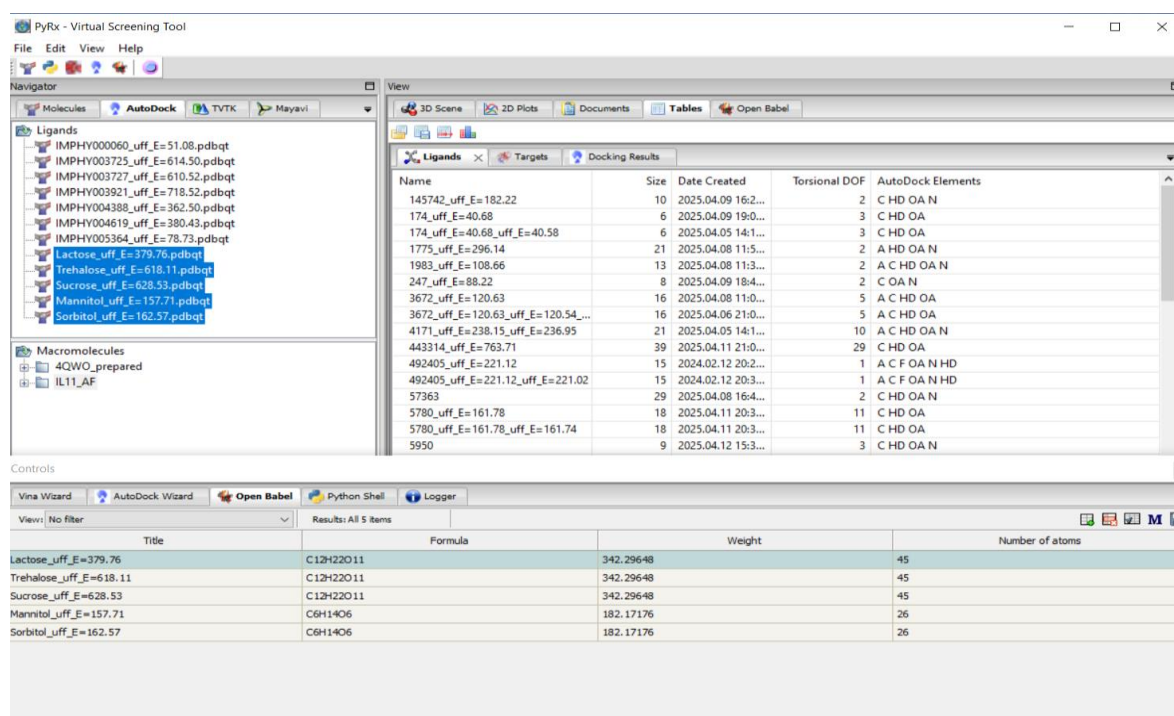 PyRx - Virtual Screening Tool
File Edit View Help
Navigator
Molecules AutoDock TVTK Mayavi
Ligands
IMPHY000060_uff_E=51.08.pdbqt
IMPHY003725_uff_E=614.50.pdbqt
IMPHY003727_uff_E=610.52.pdbqt
IMPHY003921_uff_E=718.52.pdbqt
IMPHY004388_uff_E=362.50.pdbqt
IMPHY004619_uff_E=380.43.pdbqt
IMPHY005364_uff_E=78.73.pdbqt
Lactose_uff_E=379.76.pdbqt
Trehalose_uff_E=618.11.pdbqt
Sucrose_uff_E=628.53.pdbqt
Mannitol_uff_E=157.71.pdbqt
Sorbitol_uff_E=162.57.pdbqt
Macromolecules
4QWO_prepared
IL11_AF
View
3D Scene 2D Plots Documents Tables Open Babel
Ligands Targets Docking Results
Name Size Date Created Torsional DOF AutoDock Elements
145742_uff_E=182.22 10 2025.04.09 16:2... 2 C HD OA N
174_uff_E=40.68 6 2025.04.09 19:0... 3 C HD OA
174_uff_E=40.68_uff_E=40.58 6 2025.04.05 14:1... 3 C HD OA
1775_uff_E=296.14 21 2025.04.08 11:5... 2 A HD OA N
1983_uff_E=108.66 13 2025.04.08 11:3... 2 A C HD OA N
247_uff_E=88.22 8 2025.04.09 18:4... 2 C OA N
3672_uff_E=120.63 16 2025.04.08 11:0... 5 A C HD OA
3672_uff_E=120.63_uff_E=120.54_... 16 2025.04.06 21:0... 5 A C HD OA
4171_uff_E=238.15_uff_E=236.95 21 2025.04.05 14:1... 10 A C HD OA N
443314_uff_E=763.71 39 2025.04.11 21:0... 29 C HD OA
492405_uff_E=221.12 15 2024.02.12 20:2... 1 A C F OA N HD
492405_uff_E=221.12_uff_E=221.02 15 2024.02.12 20:3... 1 A C F OA N HD
57363 29 2025.04.08 16:4... 2 C HD OA N
5780_uff_E=161.78 18 2025.04.11 20:3... 11 C HD OA
5780_uff_E=161.78_uff_E=161.74 18 2025.04.11 20:3... 11 C HD OA
5950 9 2025.04.12 15:3... 3 C HD OA N
Controls
Vina Wizard AutoDock Wizard Open Babel Python Shell Logger
View: No filter Results: All 5 items M
Title Formula Weight Number of atoms
Lactose_uff_E=379.76 C12H22O11 342.29648 45
Trehalose_uff_E=618.11 C12H22O11 342.29648 45
Sucrose_uff_E=628.53 C12H22O11 342.29648 45
Mannitol_uff_E=157.71 C6H14O6 182.17176 26
Sorbitol_uff_E=162.57 C6H14O6 182.17176 26